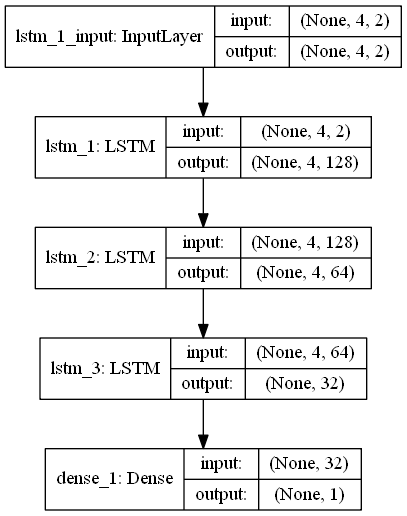 lstm_1_input: InputLayer
input: (None, 4, 2)
output: (None, 4, 2)
lstm_1: LSTM
input: (None, 4, 2)
output: (None, 4, 128)
lstm_2: LSTM
input: (None, 4, 128)
output: (None, 4, 64)
lstm_3: LSTM
input: (None, 4, 64)
output: (None, 32)
dense_1: Dense
input: (None, 32)
output: (None, 1)